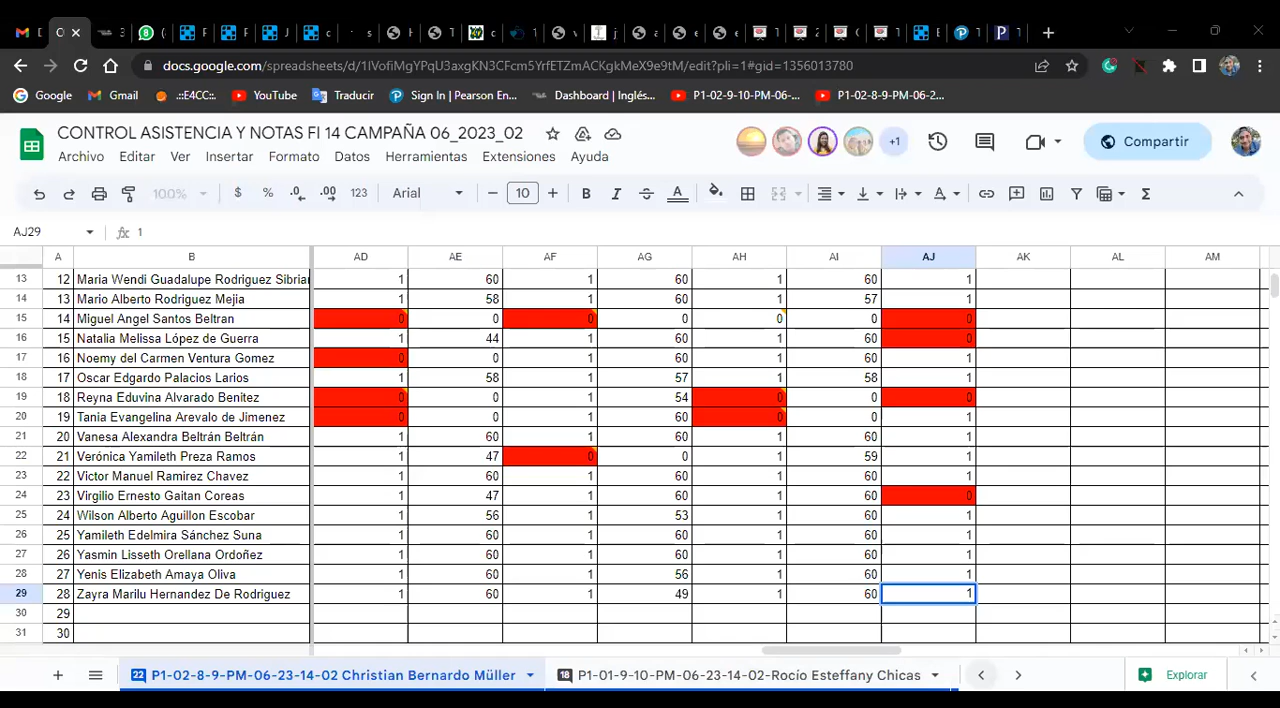 docs.google.com/spreadsheets/d/1IVofiMqYPqU3axgKN3CFcm5YrfETZmACKgkMeX9e9tM/edit?pli=1#gid=1356013780
Google Gmail .::E4CC::. YouTube Traducir Sign In | Pearson En... Dashboard | Inglés... P1-02-9-10-PM-06-... P1-02-8-9-PM-06-2...
CONTROL ASISTENCIA Y NOTAS FI 14 CAMPAÑA 06_2023_02
+1
Compartir
Archivo Editar Ver Insertar Formato Datos Herramientas Extensiones Ayuda
100% $ % .0 .00 123 Arial 10 B I A
AJ29 fx 1
A B AD AE AF AG AH AI AJ AK AL AM
13 12 Maria Wendi Guadalupe Rodriguez Sibrian 1 60 1 60 1 60 1
14 13 Mario Alberto Rodriguez Mejia 1 58 1 60 1 57 1
15 14 Miguel Angel Santos Beltran 0 0 0 0 0 0 0
16 15 Natalia Melissa López de Guerra 1 44 1 60 1 60 0
17 16 Noemy del Carmen Ventura Gomez 0 0 1 60 1 60 1
18 17 Oscar Edgardo Palacios Larios 1 58 1 57 1 58 1
19 18 Reyna Eduvina Alvarado Benitez 0 0 1 54 0 0 0
20 19 Tania Evangelina Arevalo de Jimenez 0 0 1 60 0 0 1
21 20 Vanesa Alexandra Beltrán Beltrán 1 60 1 60 1 60 1
22 21 Verónica Yamileth Preza Ramos 1 47 0 0 1 59 1
23 22 Victor Manuel Ramirez Chavez 1 60 1 60 1 60 1
24 23 Virgilio Ernesto Gaitan Coreas 1 47 1 60 1 60 0
25 24 Wilson Alberto Aguillon Escobar 1 56 1 53 1 60 1
26 25 Yamileth Edelmira Sánchez Suna 1 60 1 60 1 60 1
27 26 Yasmin Lisseth Orellana Ordoñez 1 60 1 60 1 60 1
28 27 Yenis Elizabeth Amaya Oliva 1 60 1 56 1 60 1
29 28 Zayra Marilu Hernandez De Rodriguez 1 60 1 49 1 60 1
30 29
31 30
22 P1-02-8-9-PM-06-23-14-02 Christian Bernardo Müller 18 P1-01-9-10-PM-06-23-14-02-Rocío Esteffany Chicas Explorar